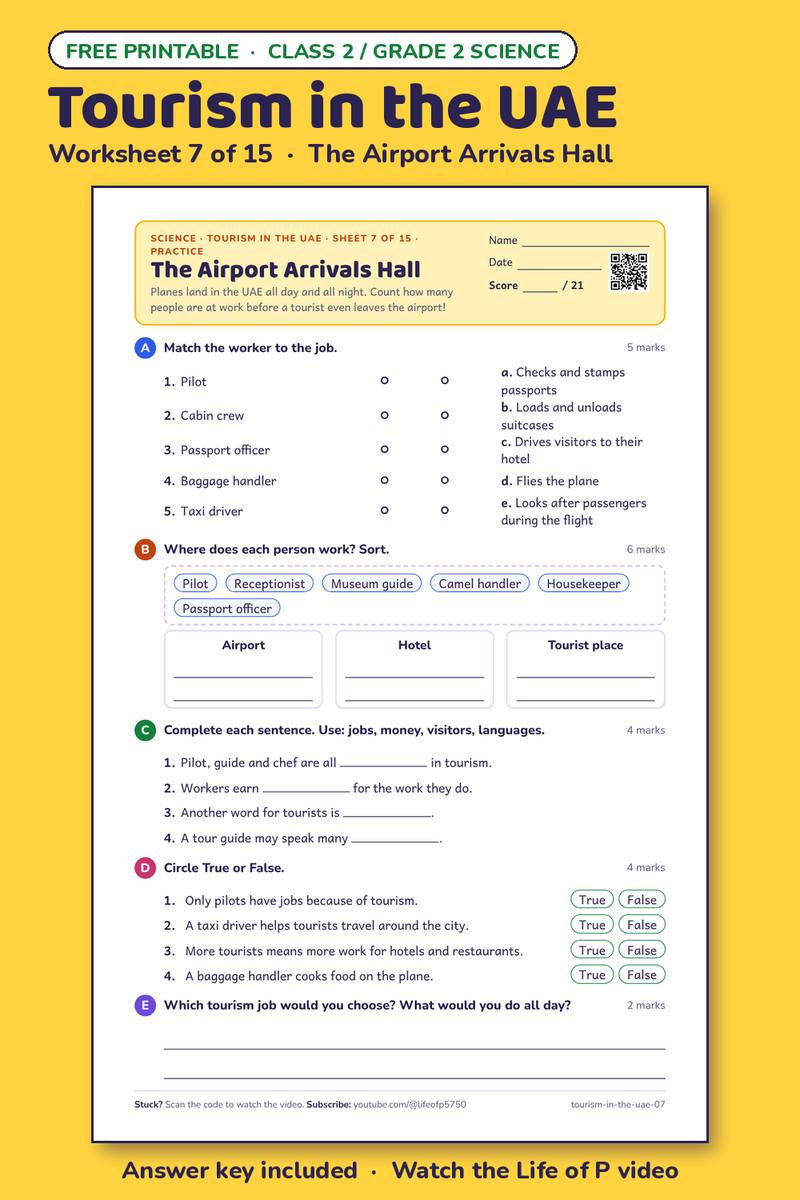 FREE PRINTABLE · CLASS 2 / GRADE 2 SCIENCE
Tourism in the UAE
Worksheet 7 of 15 · The Airport Arrivals Hall
SCIENCE · TOURISM IN THE UAE · SHEET 7 OF 15 ·
PRACTICE
The Airport Arrivals Hall
Planes land in the UAE all day and all night. Count how many
people are at work before a tourist even leaves the airport!
Name
Date
Score / 21
A Match the worker to the job. 5 marks
1. Pilot
a. Checks and stamps
passports
2. Cabin crew
b. Loads and unloads
suitcases
3. Passport officer
c. Drives visitors to their
hotel
4. Baggage handler
d. Flies the plane
5. Taxi driver
e. Looks after passengers
during the flight
B Where does each person work? Sort. 6 marks
Pilot Receptionist Museum guide Camel handler Housekeeper
Passport officer
Airport Hotel Tourist place
C Complete each sentence. Use: jobs, money, visitors, languages. 4 marks
1. Pilot, guide and chef are all ____________ in tourism.
2. Workers earn ____________ for the work they do.
3. Another word for tourists is ____________.
4. A tour guide may speak many ____________.
D Circle True or False. 4 marks
1. Only pilots have jobs because of tourism. True False
2. A taxi driver helps tourists travel around the city. True False
3. More tourists means more work for hotels and restaurants. True False
4. A baggage handler cooks food on the plane. True False
E Which tourism job would you choose? What would you do all day? 2 marks
Stuck? Scan the code to watch the video. Subscribe: youtube.com/@lifeofp5750 tourism-in-the-uae-07
Answer key included · Watch the Life of P video